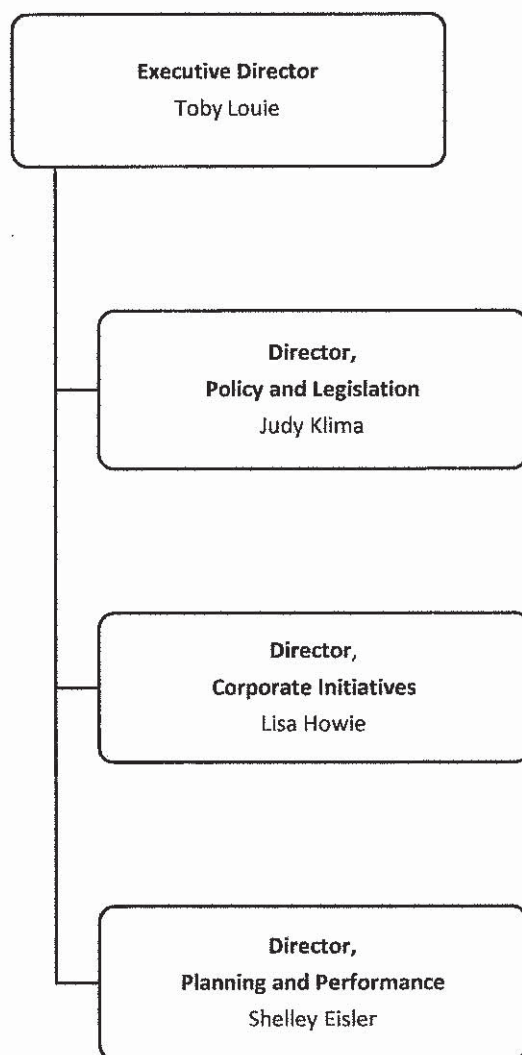 Executive Director
Toby Louie
Director,
Policy and Legislation
Judy Klima
Director,
Corporate Initiatives
Lisa Howie
Director,
Planning and Performance
Shelley Eisler